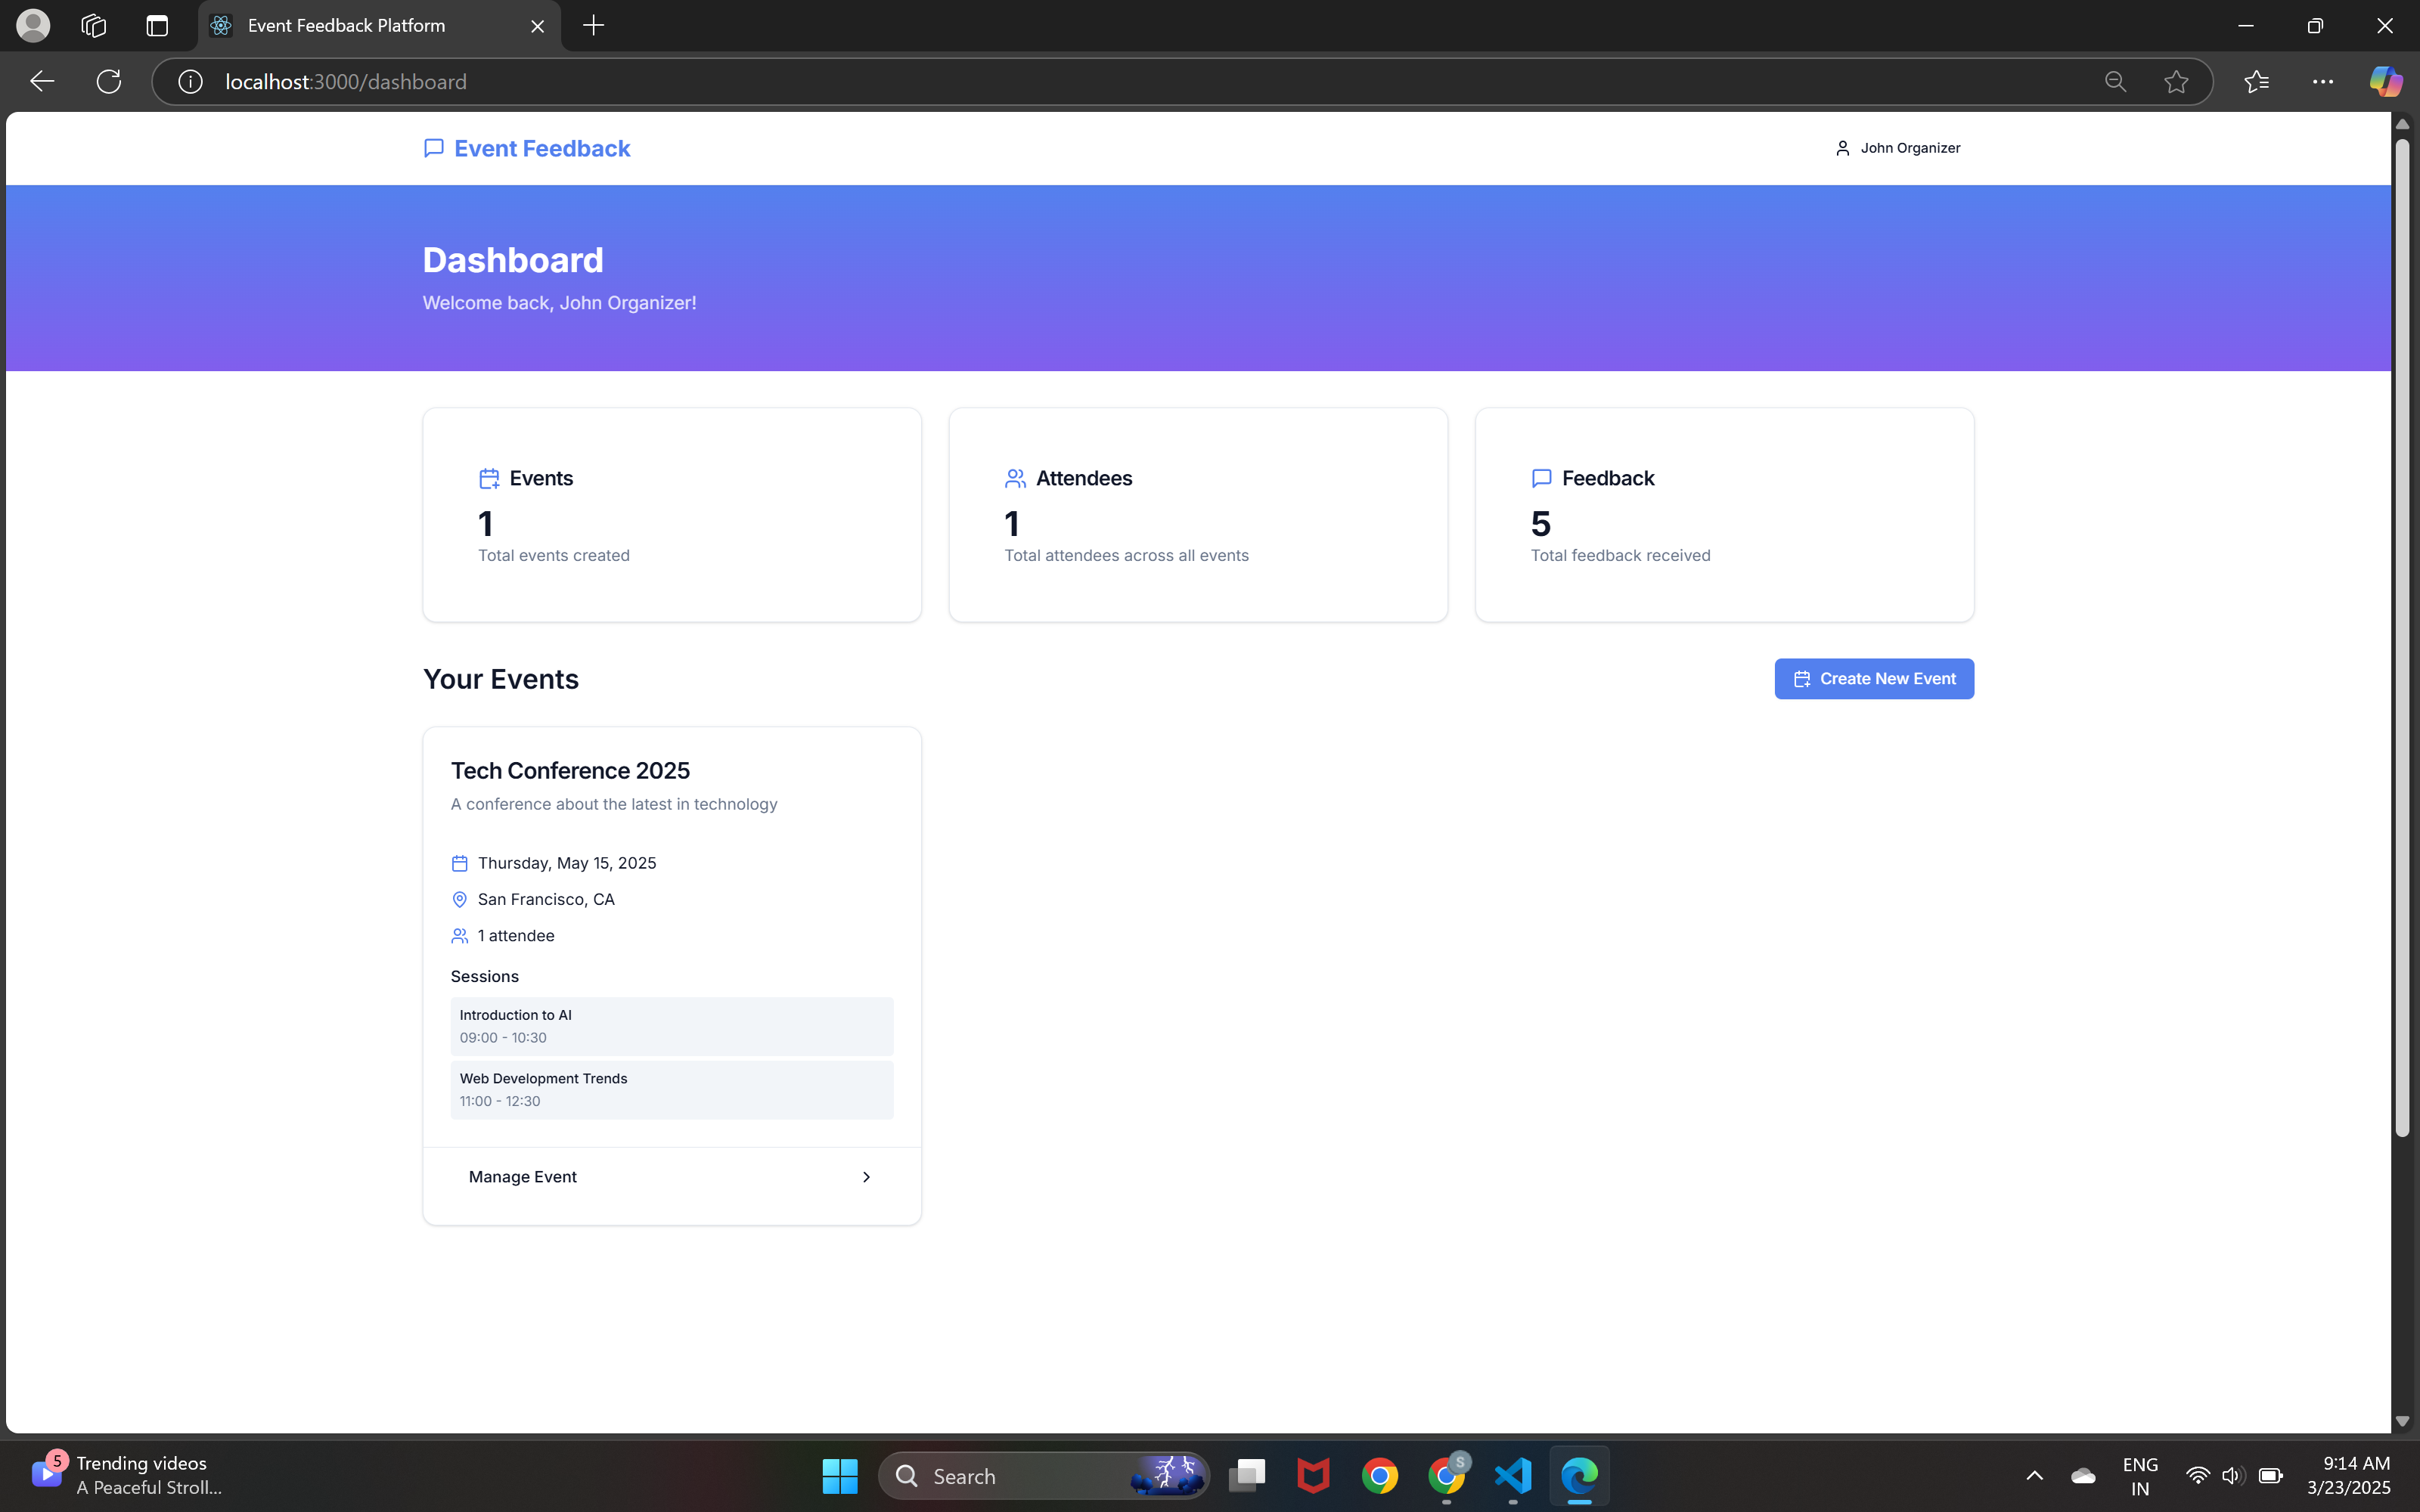 Event Feedback Platform
localhost:3000/dashboard
Event Feedback
John Organizer
Dashboard
Welcome back, John Organizer!
Events
1
Total events created
Attendees
1
Total attendees across all events
Feedback
5
Total feedback received
Your Events
Create New Event
Tech Conference 2025
A conference about the latest in technology
Thursday, May 15, 2025
San Francisco, CA
1 attendee
Sessions
Introduction to AI
09:00 - 10:30
Web Development Trends
11:00 - 12:30
Manage Event
5
Trending videos
A Peaceful Stroll...
Search
S
ENG
IN
9:14 AM
3/23/2025